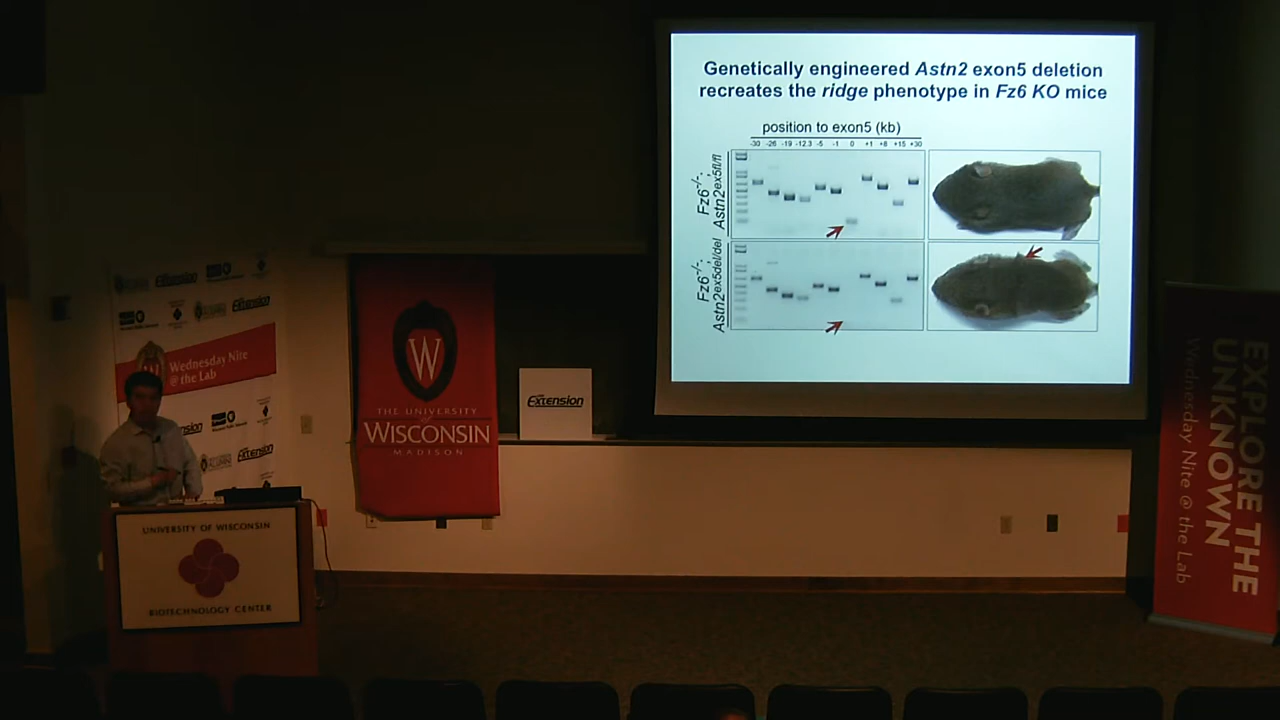 Genetically engineered Astn2 exon5 deletion
recreates the ridge phenotype in Fz6 KO mice
position to exon5 (kb)
-30 -26 -19 -12.3 -5 -1 0 +1 +8 +15 +30
Fz6-/-;
Astn2ex5fl/fl
Fz6-/-;
Astn2ex5del/del
Extension
Extension
Extension
Wednesday Nite
@ the Lab
Extension
THE UNIVERSITY
of
WISCONSIN
MADISON
W
Extension
UNIVERSITY OF WISCONSIN
BIOTECHNOLOGY CENTER
EXPLORE THE
UNKNOWN
Wednesday Nite @ the Lab